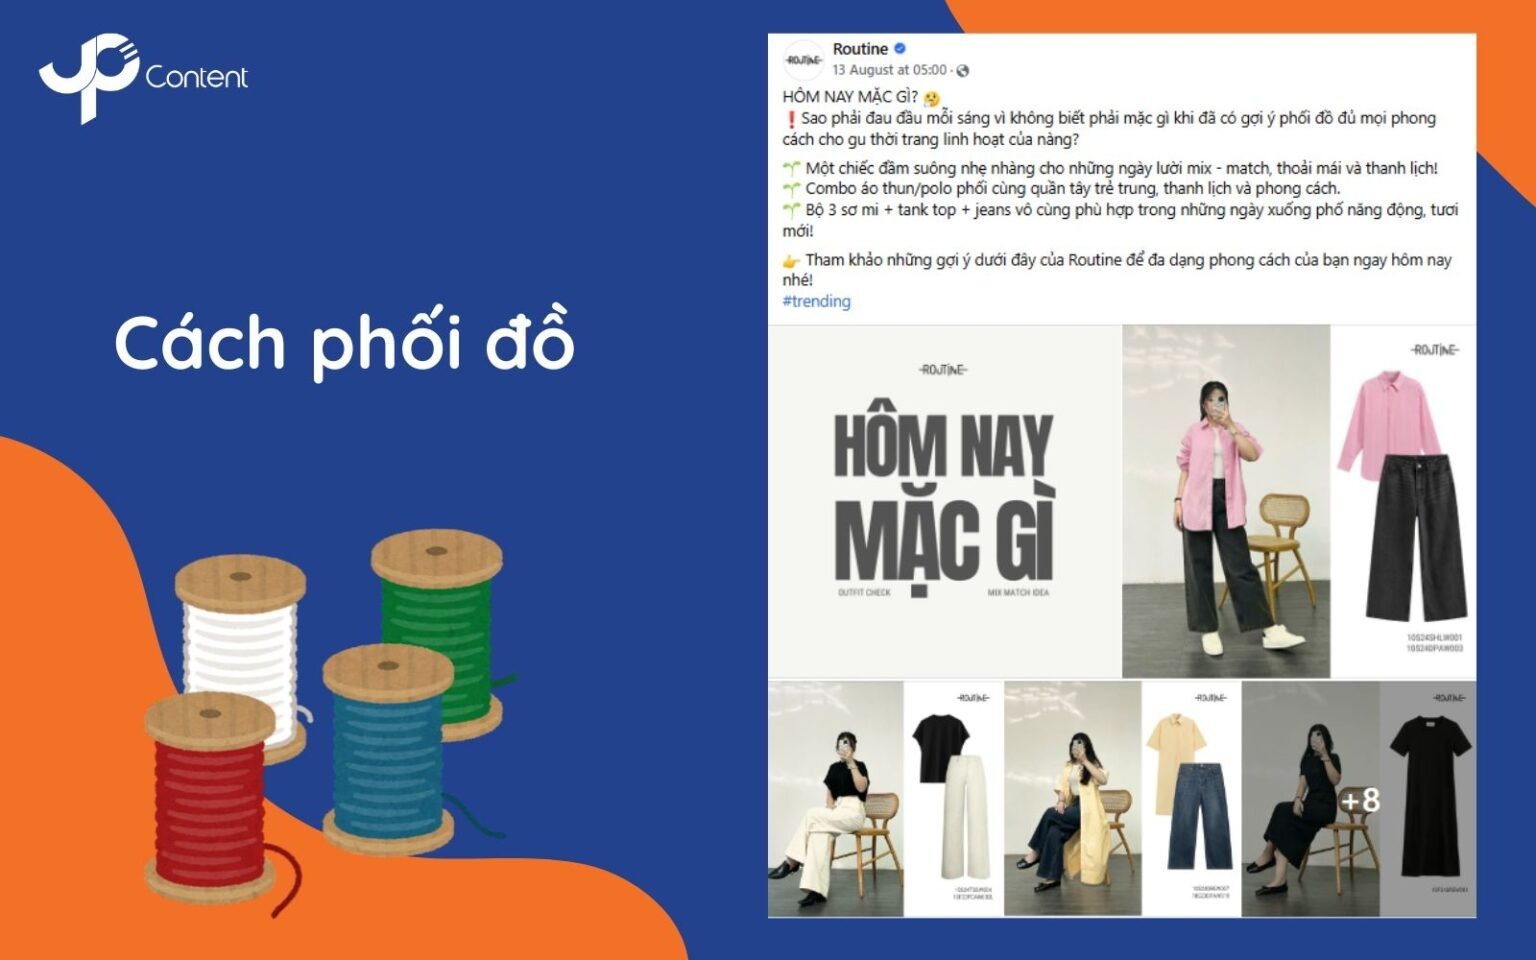 UP Content
Cách phối đồ
Routine
13 August at 05:00
HÔM NAY MẶC GÌ? 🤔
❗Sao phải đau đầu mỗi sáng vì không biết phải mặc gì khi đã có gợi ý phối đồ đủ mọi phong
cách cho gu thời trang linh hoạt của nàng?
🌱 Một chiếc đầm suông nhẹ nhàng cho những ngày lười mix - match, thoải mái và thanh lịch!
🌱 Combo áo thun/polo phối cùng quần tây trẻ trung, thanh lịch và phong cách.
🌱 Bộ 3 sơ mi + tank top + jeans vô cùng phù hợp trong những ngày xuống phố năng động, tươi
mới!
👉 Tham khảo những gợi ý dưới đây của Routine để đa dạng phong cách của bạn ngay hôm nay
nhé!
#trending
ROUTINE
ROUTINE
HÔM NAY
MẶC GÌ
OUTFIT CHECK
MIX MATCH IDEA
ROUTINE
10S24SHLW001
10S24DPAW003
ROUTINE
ROUTINE
ROUTINE
+8